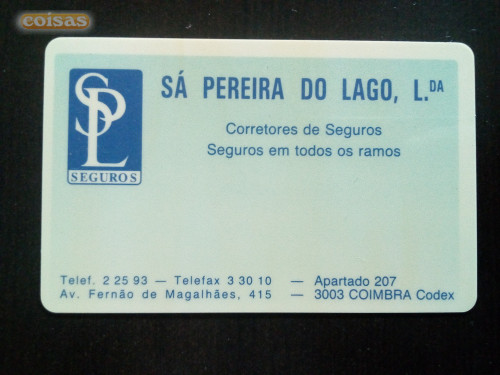 coisas
SÁ PEREIRA DO LAGO, L.DA
Corretores de Seguros
Seguros em todos os ramos
SPL
SEGUROS
Telef. 2 25 93 — Telefax 3 30 10 — Apartado 207
Av. Fernão de Magalhães, 415 — 3003 COIMBRA Codex